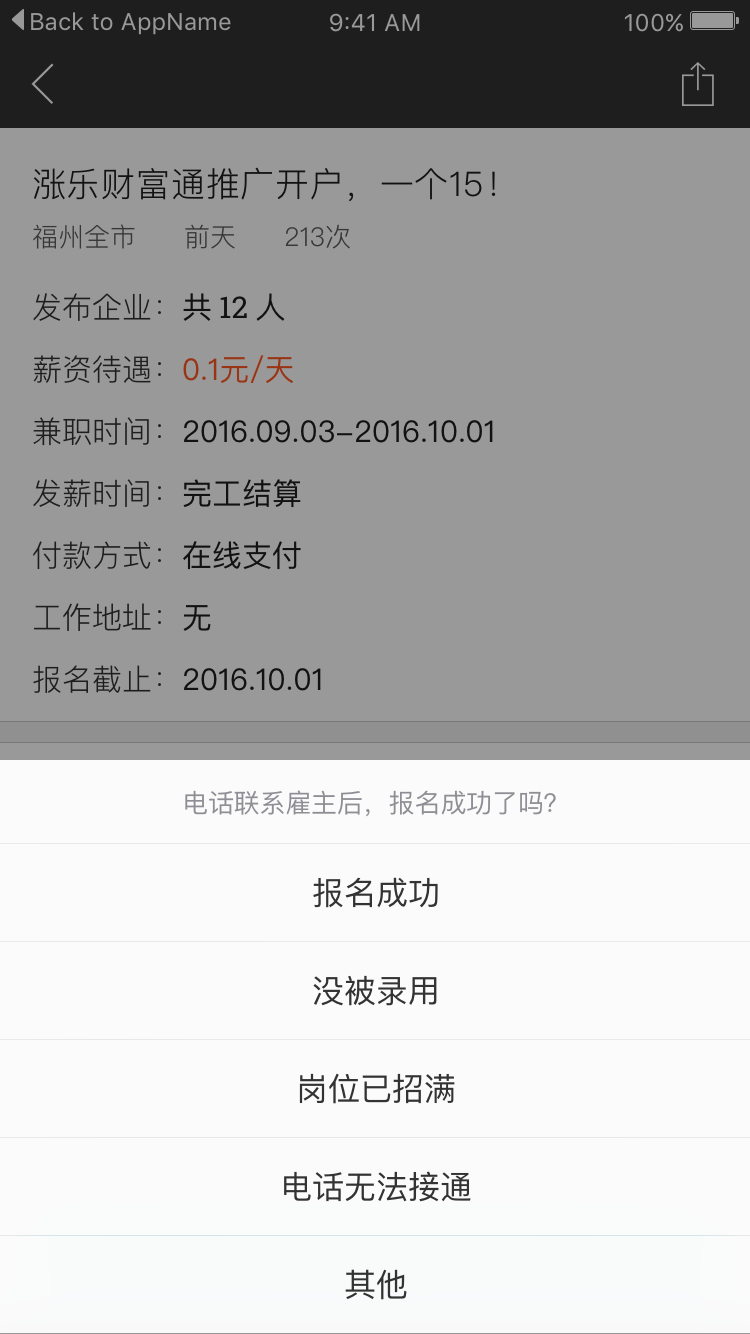 Back to AppName 9:41 AM 100%
涨乐财富通推广开户，一个15！
福州全市 前天 213次
发布企业：共 12 人
薪资待遇：0.1元/天
兼职时间：2016.09.03-2016.10.01
发薪时间：完工结算
付款方式：在线支付
工作地址：无
报名截止：2016.10.01
电话联系雇主后，报名成功了吗?
报名成功
没被录用
岗位已招满
电话无法接通
其他